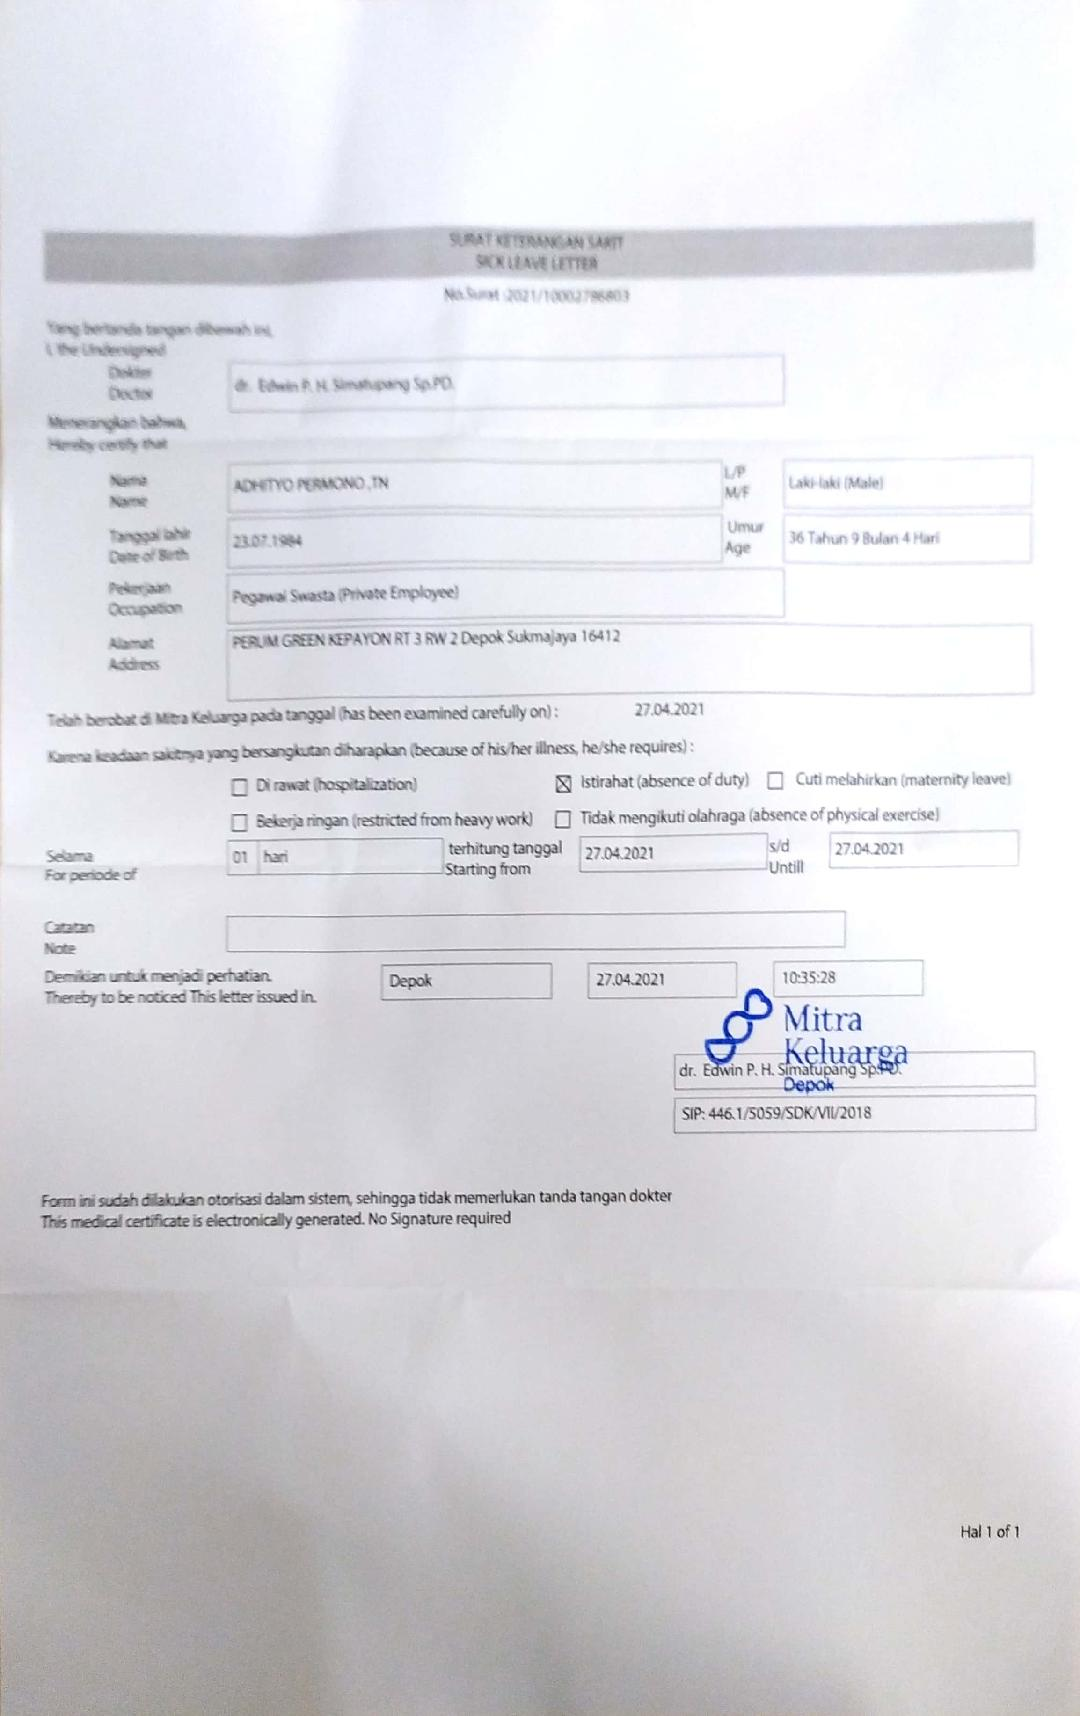 SURAT KETERANGAN SAKIT
SICK LEAVE LETTER
No.Surat :2021/10002786803
Yang bertanda tangan dibawah ini,
I, the Undersigned
Dokter
Doctor
dr. Edwin P. H. Simatupang Sp.PD.
Menerangkan bahwa,
Hereby certify that
Nama
Name
ADHITYO PERMONO ,TN
L/P
M/F
Laki-laki (Male)
Tanggal lahir
Date of Birth
23.07.1984
Umur
Age
36 Tahun 9 Bulan 4 Hari
Pekerjaan
Occupation
Pegawai Swasta (Private Employee)
Alamat
Address
PERUM GREEN KEPAYON RT 3 RW 2 Depok Sukmajaya 16412
Telah berobat di Mitra Keluarga pada tanggal (has been examined carefully on) : 27.04.2021
Karena keadaan sakitnya yang bersangkutan diharapkan (because of his/her illness, he/she requires) :
Di rawat (hospitalization) Istirahat (absence of duty) Cuti melahirkan (maternity leave)
Bekerja ringan (restricted from heavy work) Tidak mengikuti olahraga (absence of physical exercise)
Selama
For periode of
01 hari
terhitung tanggal
Starting from
27.04.2021
s/d
Untill
27.04.2021
Catatan
Note
Demikian untuk menjadi perhatian.
Thereby to be noticed This letter issued in.
Depok 27.04.2021 10:35:28
Mitra
Keluarga
Depok
dr. Edwin P. H. Simatupang Sp.PD.
SIP: 446.1/5059/SDK/VII/2018
Form ini sudah dilakukan otorisasi dalam sistem, sehingga tidak memerlukan tanda tangan dokter
This medical certificate is electronically generated. No Signature required
Hal 1 of 1